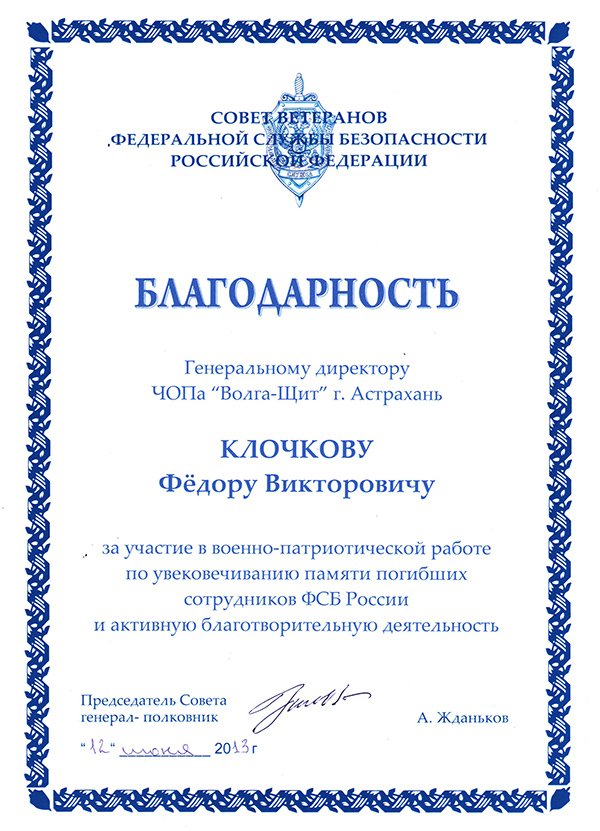 СОВЕТ ВЕТЕРАНОВ
ФЕДЕРАЛЬНОЙ СЛУЖБЫ БЕЗОПАСНОСТИ
РОССИЙСКОЙ ФЕДЕРАЦИИ
БЛАГОДАРНОСТЬ
Генеральному директору
ЧОПа “Волга-Щит” г. Астрахань
КЛОЧКОВУ
Фёдору Викторовичу
за участие в военно-патриотической работе
по увековечиванию памяти погибших
сотрудников ФСБ России
и активную благотворительную деятельность
Председатель Совета
генерал- полковник
А. Жданьков
“12“ июня 2013 г